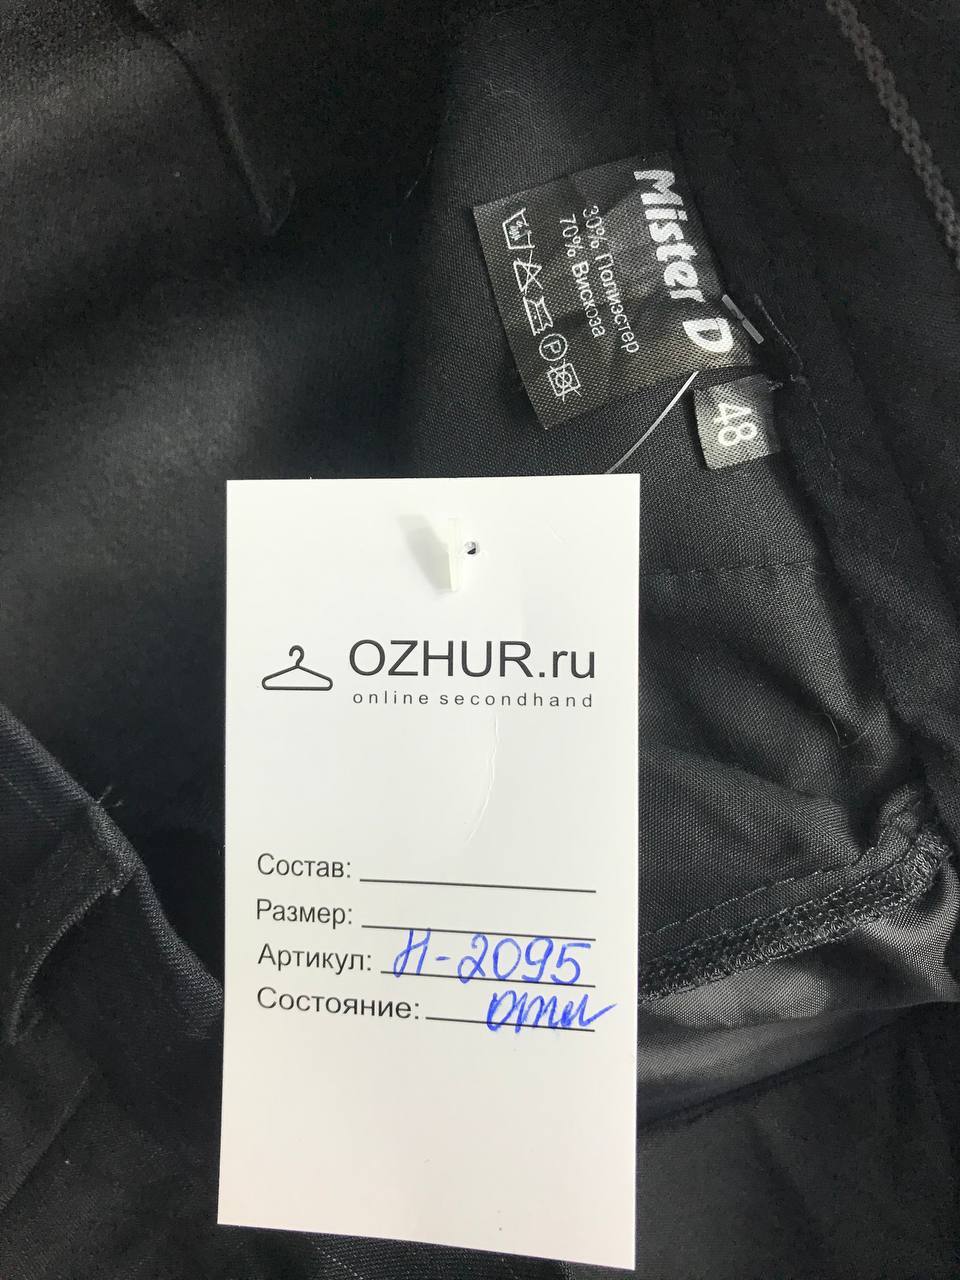 Mister D
30% Полиэстер
70% Вискоза
P
48
OZHUR.ru
online secondhand
Состав:
Размер:
Артикул: H-2095
Состояние: отл